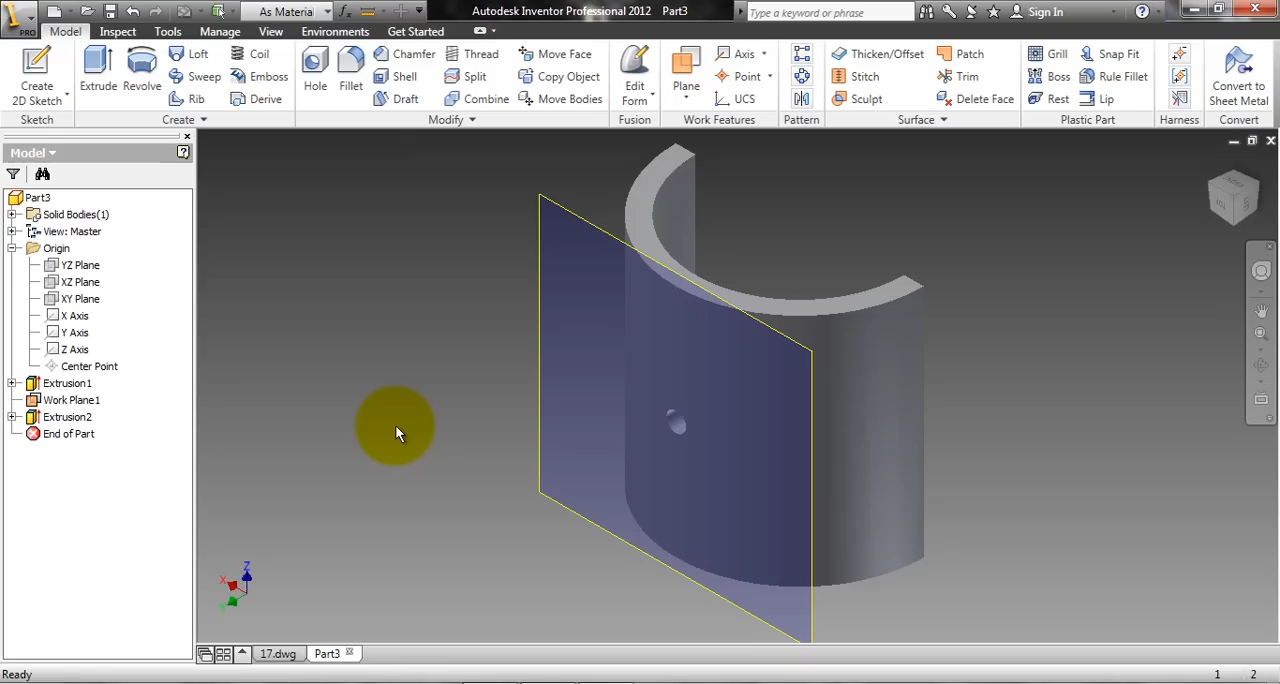 PRO
As Material
Autodesk Inventor Professional 2012 Part3
Type a keyword or phrase
Sign In
Model
Inspect
Tools
Manage
View
Environments
Get Started
Create
2D Sketch
Extrude
Revolve
Loft
Sweep
Rib
Coil
Emboss
Derive
Hole
Fillet
Chamfer
Shell
Draft
Thread
Split
Combine
Move Face
Copy Object
Move Bodies
Edit
Form
Plane
Axis
Point
UCS
Thicken/Offset
Stitch
Sculpt
Patch
Trim
Delete Face
Grill
Boss
Rest
Snap Fit
Rule Fillet
Lip
Convert to
Sheet Metal
Sketch
Create
Modify
Fusion
Work Features
Pattern
Surface
Plastic Part
Harness
Convert
Model
Part3
Solid Bodies(1)
View: Master
Origin
YZ Plane
XZ Plane
XY Plane
X Axis
Y Axis
Z Axis
Center Point
Extrusion1
Work Plane1
Extrusion2
End of Part
Z
X
Y
17.dwg
Part3
Ready
1
2